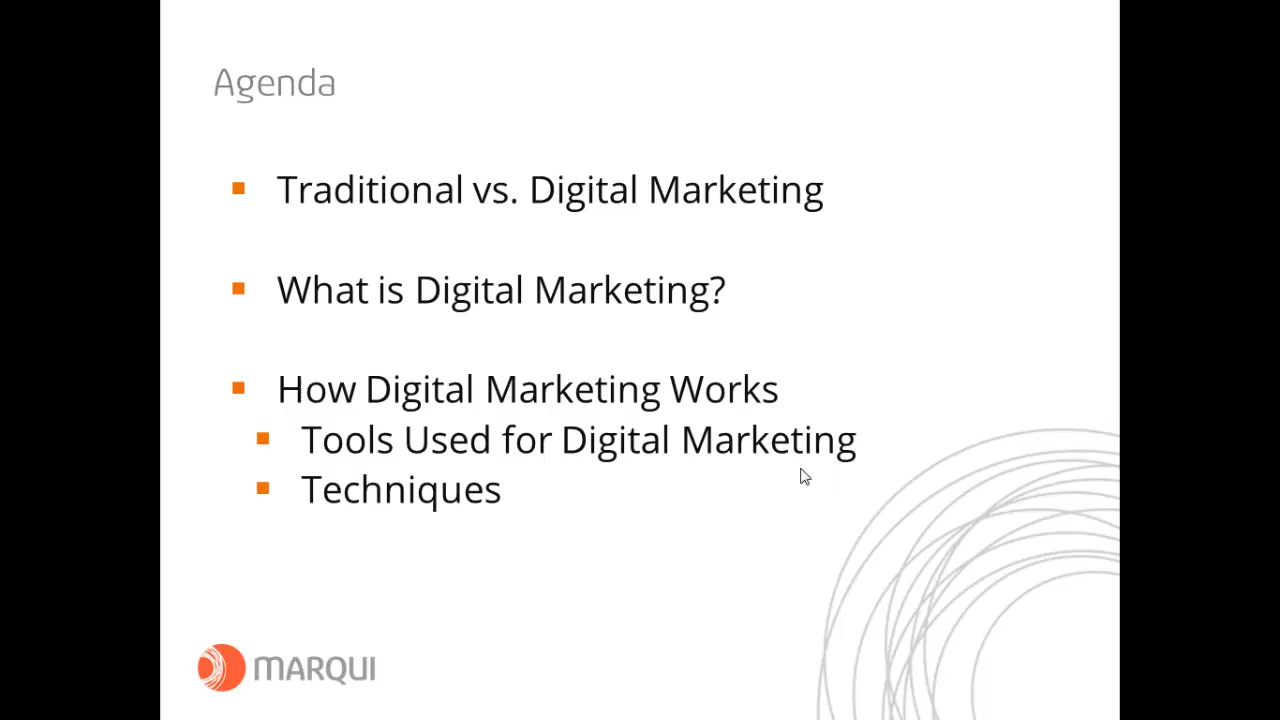 Agenda
Traditional vs. Digital Marketing
What is Digital Marketing?
How Digital Marketing Works
Tools Used for Digital Marketing
Techniques
MARQUI